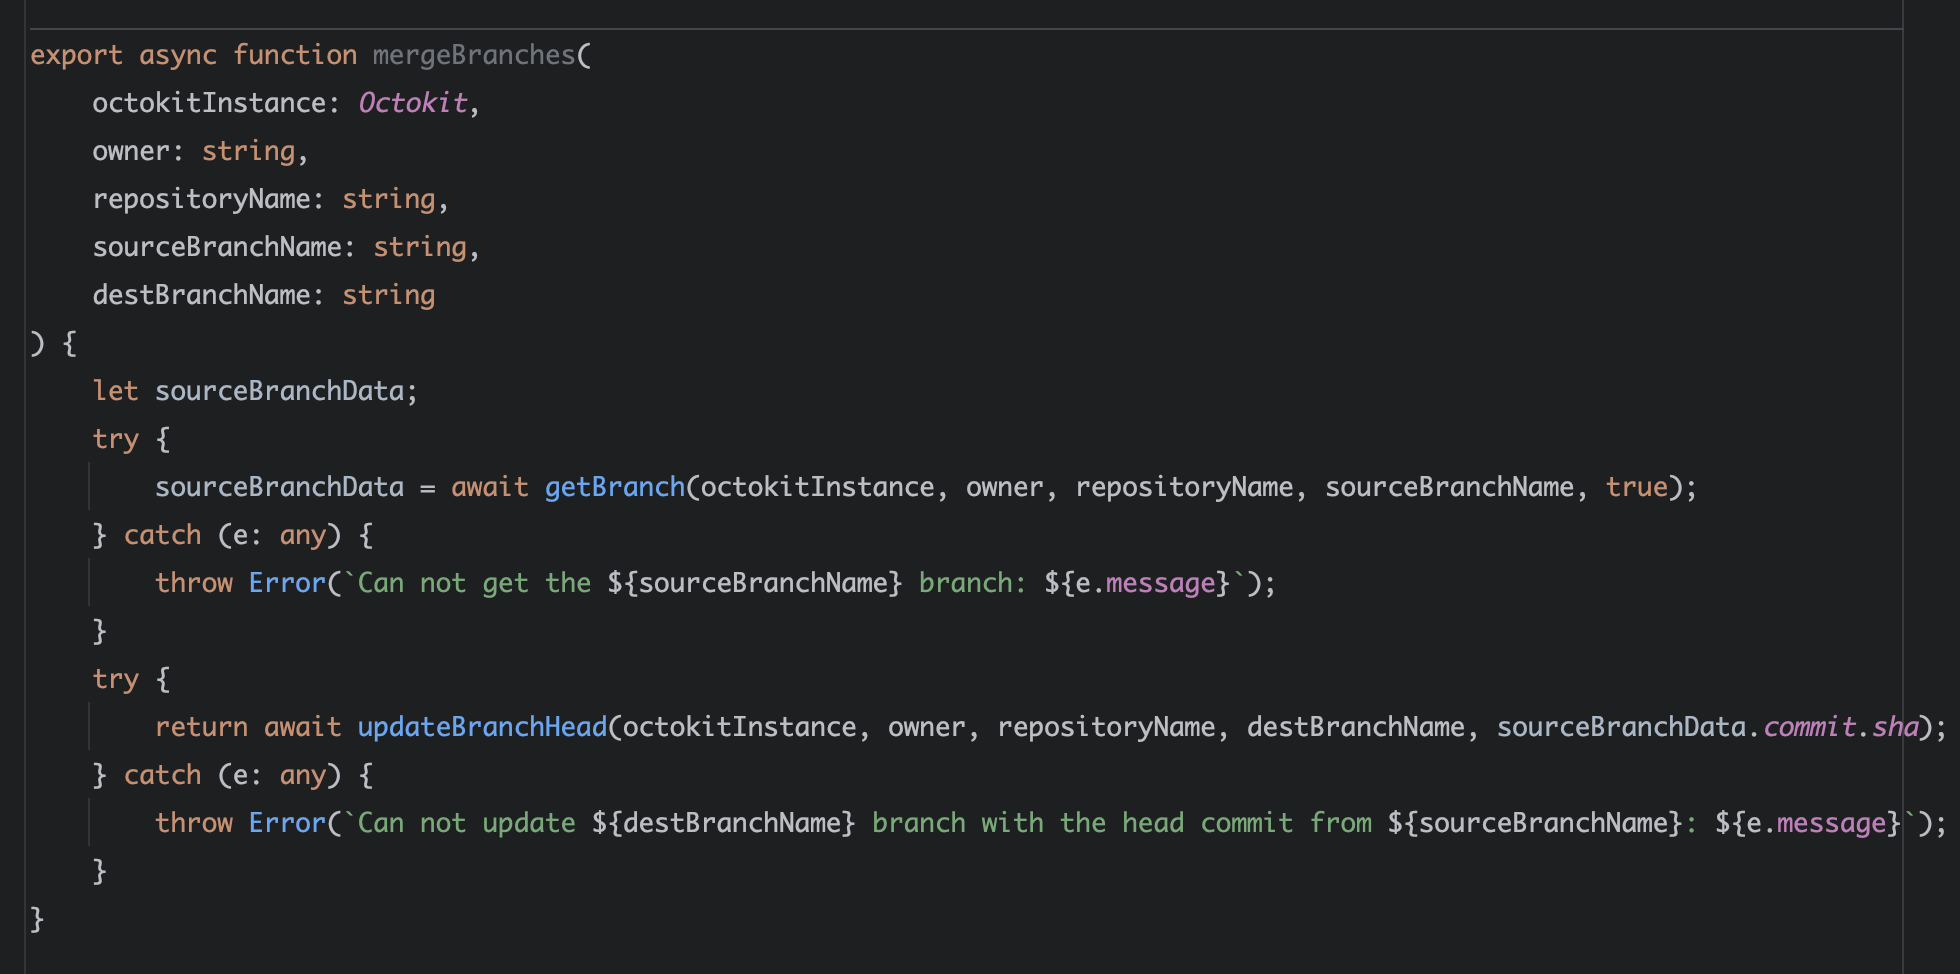 export async function mergeBranches(
    octokitInstance: Octokit,
    owner: string,
    repositoryName: string,
    sourceBranchName: string,
    destBranchName: string
) {
    let sourceBranchData;
    try {
        sourceBranchData = await getBranch(octokitInstance, owner, repositoryName, sourceBranchName, true);
    } catch (e: any) {
        throw Error(`Can not get the ${sourceBranchName} branch: ${e.message}`);
    }
    try {
        return await updateBranchHead(octokitInstance, owner, repositoryName, destBranchName, sourceBranchData.commit.sha);
    } catch (e: any) {
        throw Error(`Can not update ${destBranchName} branch with the head commit from ${sourceBranchName}: ${e.message}`);
    }
}